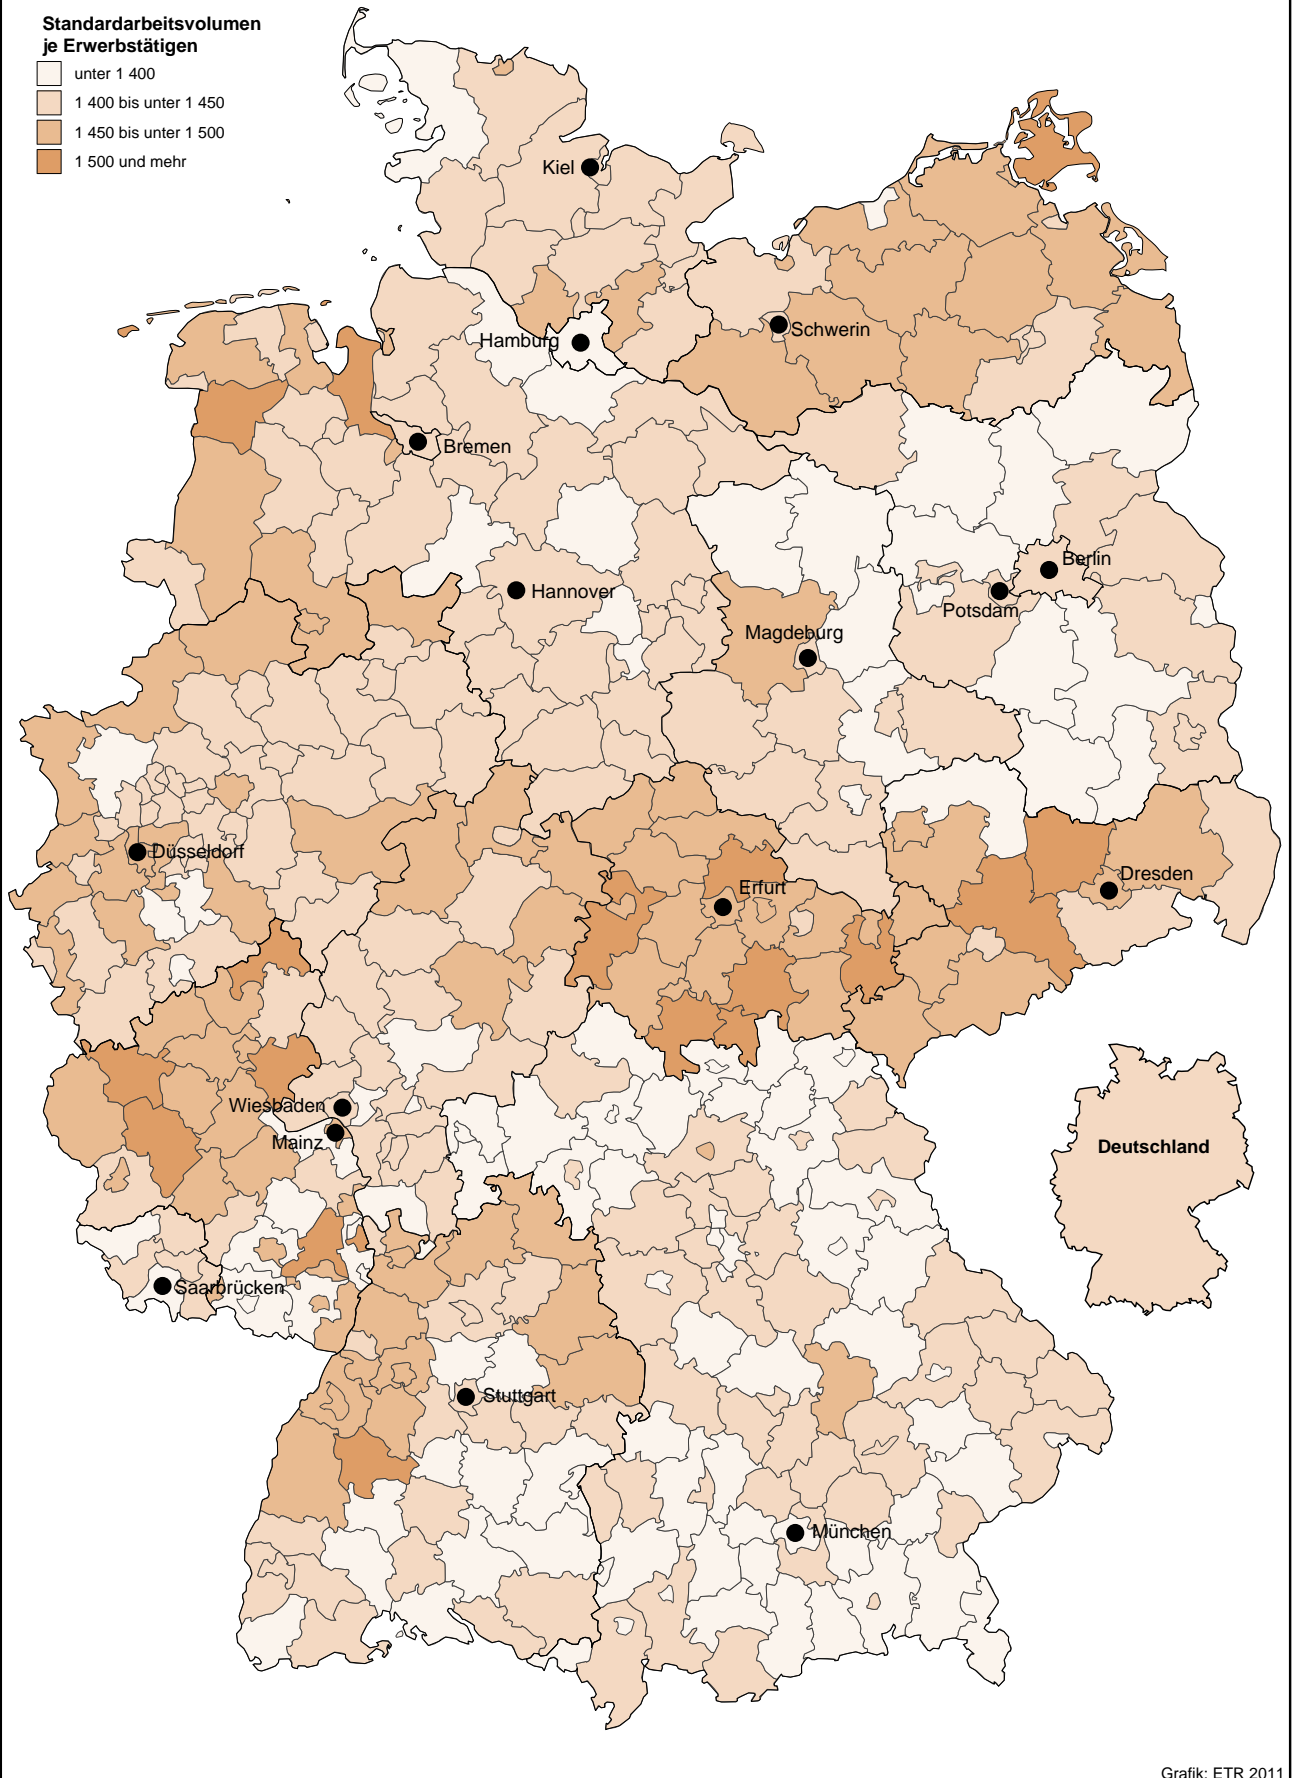 Standardarbeitsvolumen
je Erwerbstätigen
unter 1 400
1 400 bis unter 1 450
1 450 bis unter 1 500
1 500 und mehr
Kiel
Schwerin
Hamburg
Bremen
Berlin
Hannover
Potsdam
Magdeburg
Düsseldorf
Dresden
Erfurt
Wiesbaden
Mainz
Deutschland
Saarbrücken
Stuttgart
München
Grafik: ETR 2011